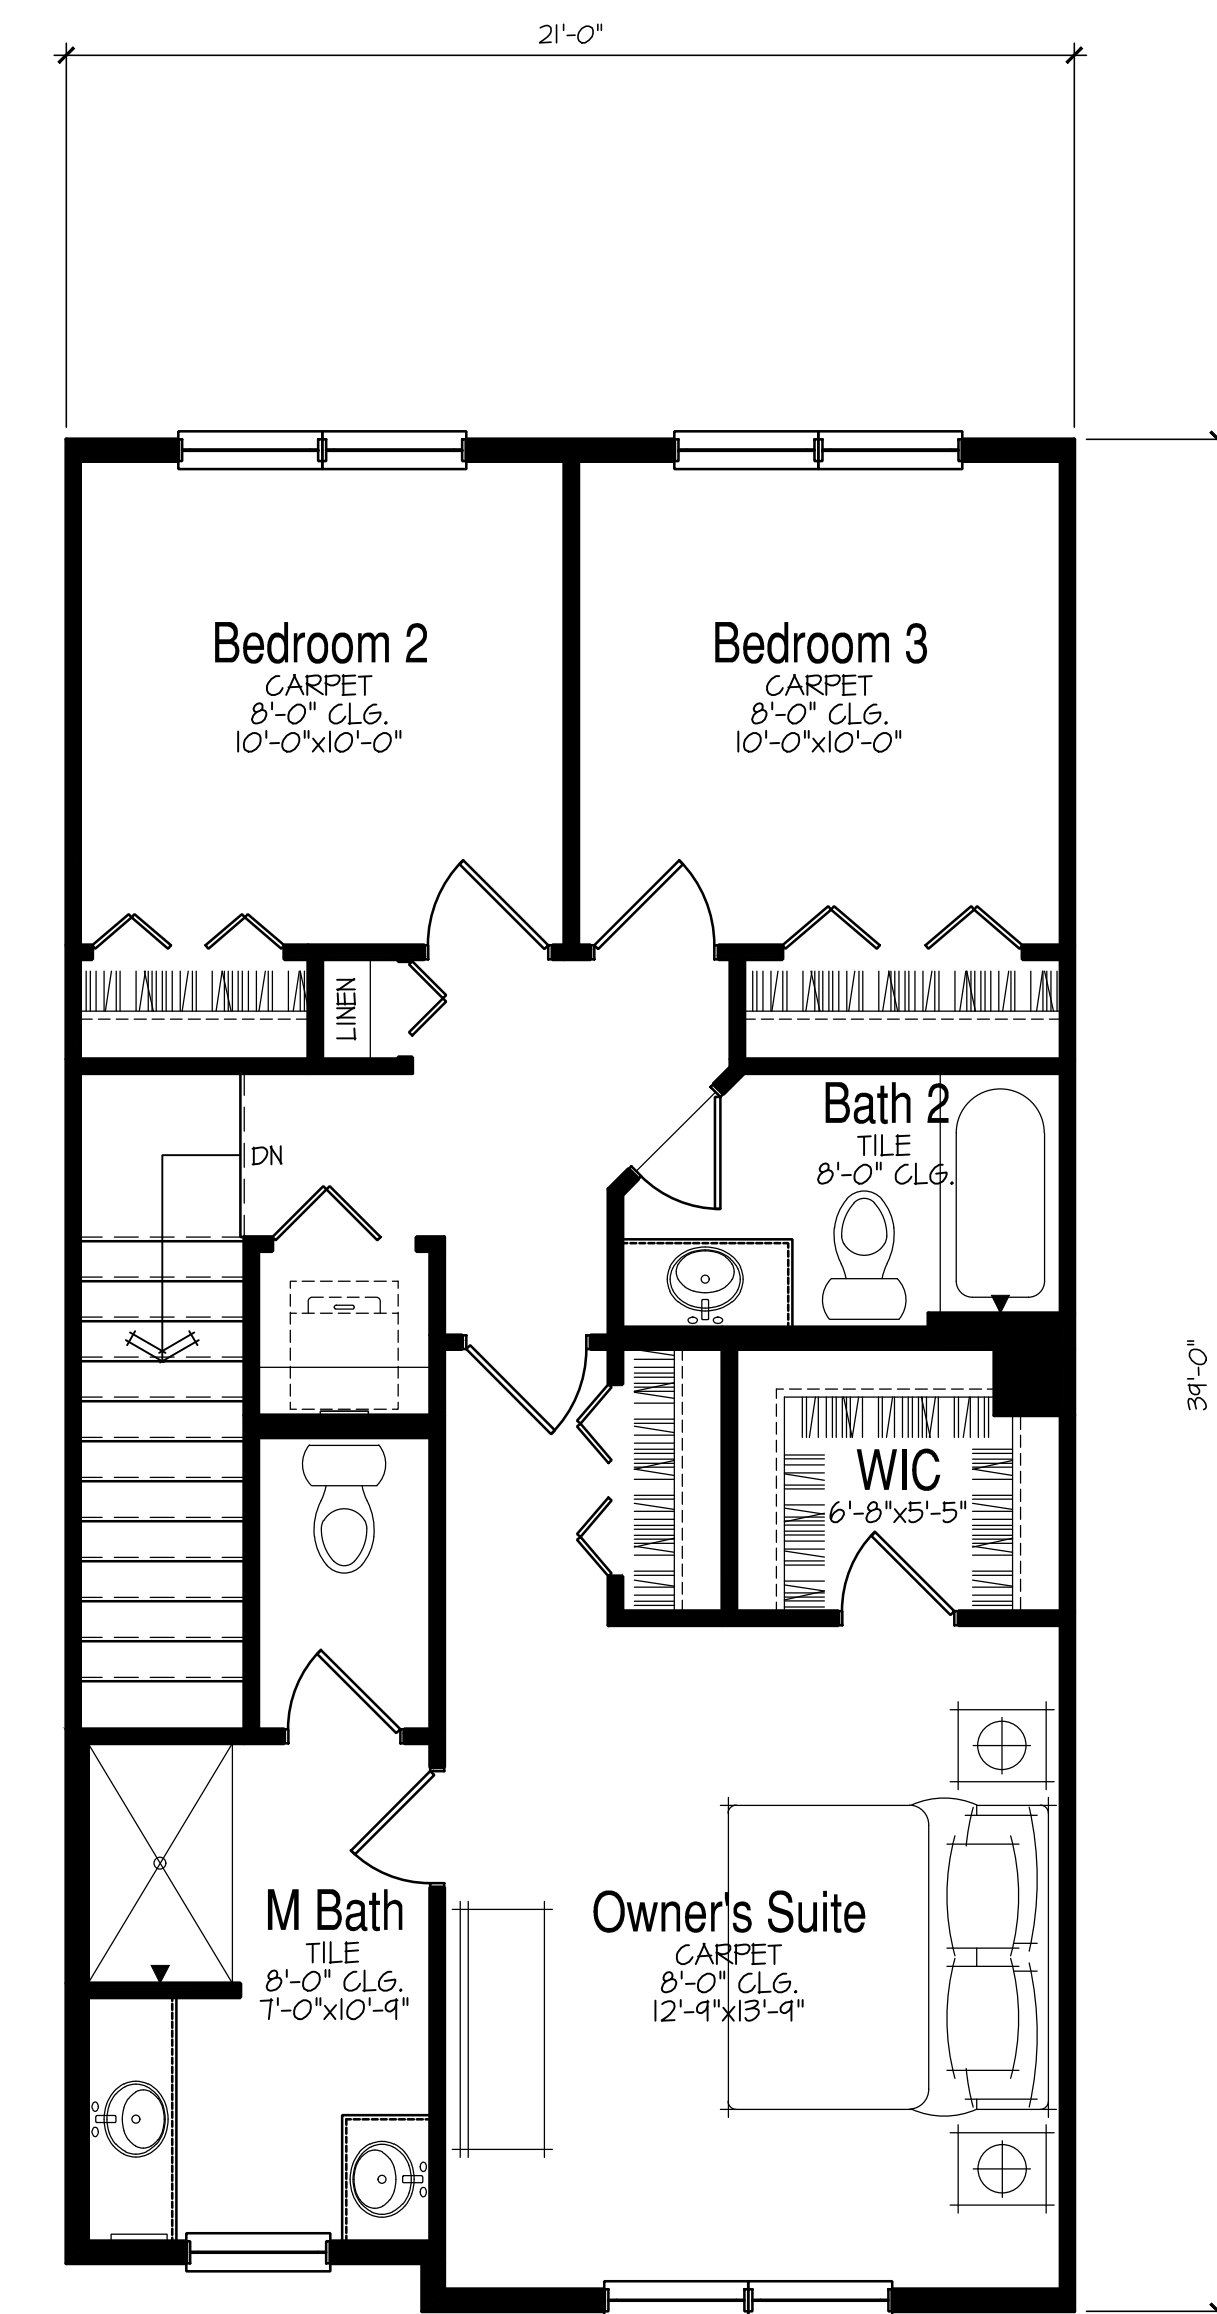 21'-0"
Bedroom 2
CARPET
8'-0" CLG.
10'-0"x10'-0"
Bedroom 3
CARPET
8'-0" CLG.
10'-0"x10'-0"
LINEN
Bath 2
TILE
8'-0" CLG.
DN
39'-0"
WIC
6'-8"x5'-5"
M Bath
TILE
8'-0" CLG.
7'-0"x10'-9"
Owner's Suite
CARPET
8'-0" CLG.
12'-9"x13'-9"